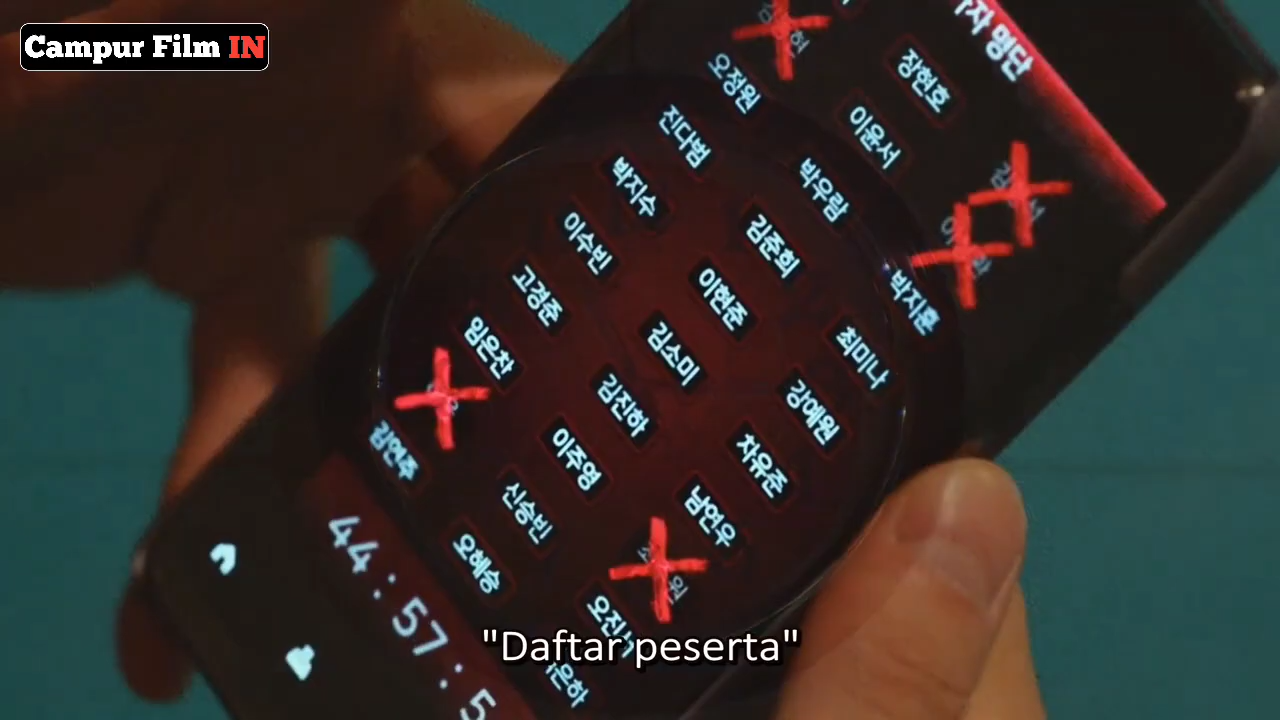 Campur Film IN
자 명단
장현호
오정원
이윤서
진다범
박우람
박지수
김준희
박지훈
이수빈
이현준
최미나
고경준
김소미
강예원
임은찬
김진하
차유준
김연주
이주영
남연우
신승빈
오혜승
44:57:5
"Daftar peserta"